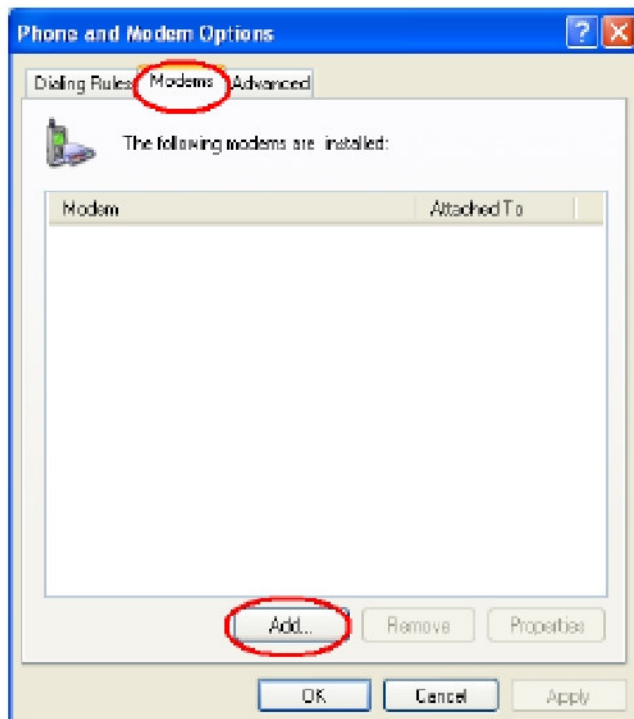 Phone and Modem Options
Dialing Rules Modems Advanced
The following modems are installed:
Modem Attached To
Add... Remove Properties
OK Cancel Apply